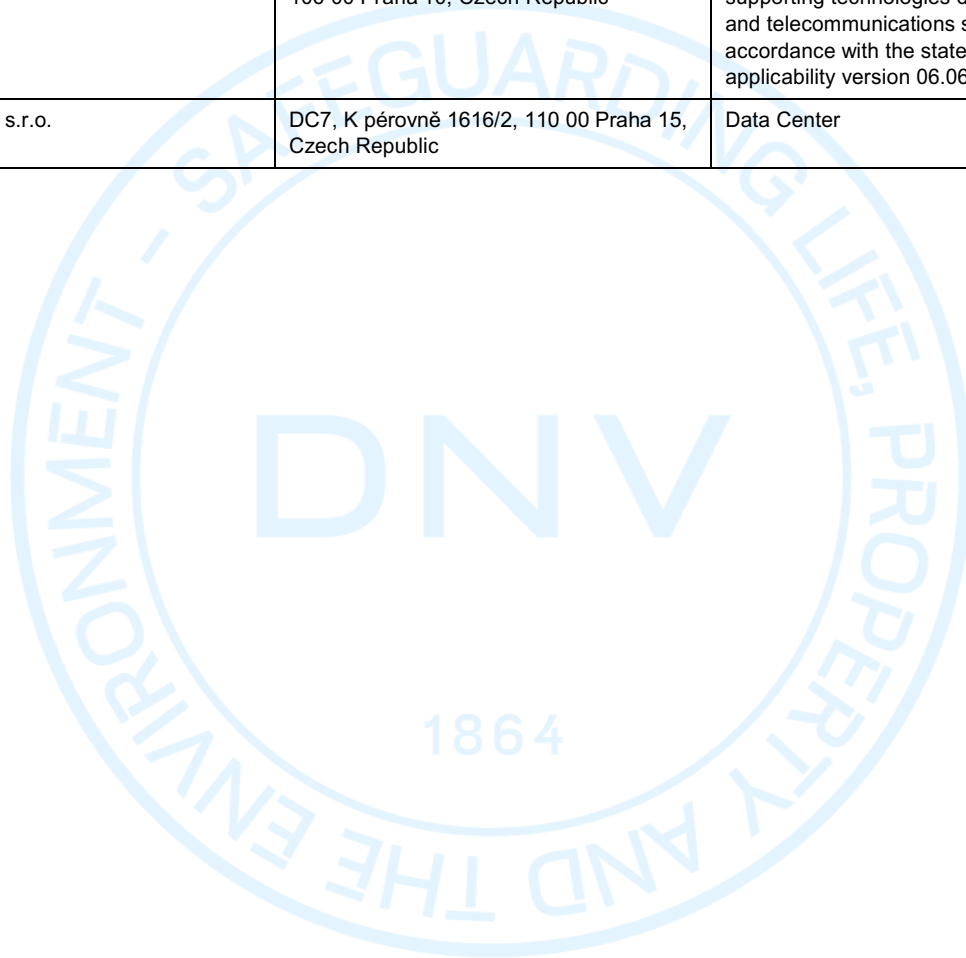 100 00 Praha 10, Czech Republic
supporting technologies
and telecommunications
accordance with the state
applicability version 06.06
s.r.o.
DC7, K pérovně 1616/2, 110 00 Praha 15,
Czech Republic
Data Center
SAFEGUARDING LIFE, PROPERTY AND THE ENVIRONMENT -
DNV
1864